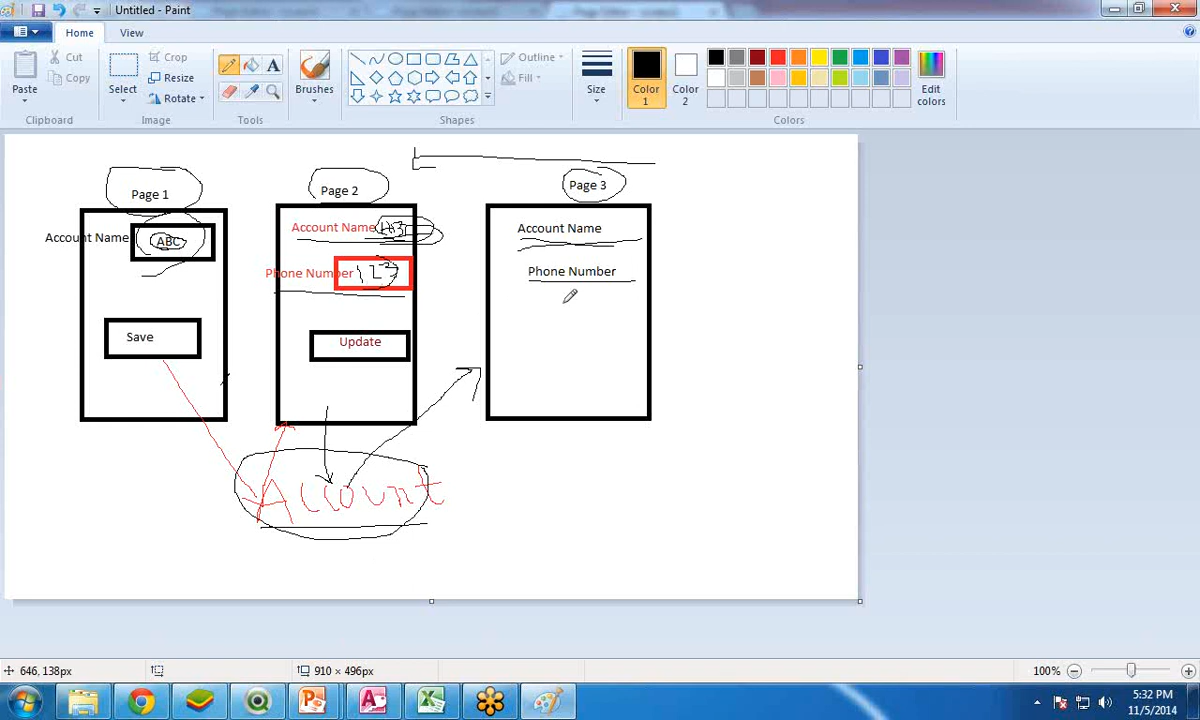 Untitled - Paint
Home
View
Paste
Cut
Copy
Clipboard
Select
Crop
Resize
Rotate
Image
Tools
Brushes
Shapes
Outline
Fill
Size
Color 1
Color 2
Colors
Edit colors
Page 1
Page 2
Page 3
Account Name
ABC
Account Name
Account Name
Phone Number
123
Phone Number
Save
Update
Account
646, 138px
910 × 496px
100%
5:32 PM
11/5/2014